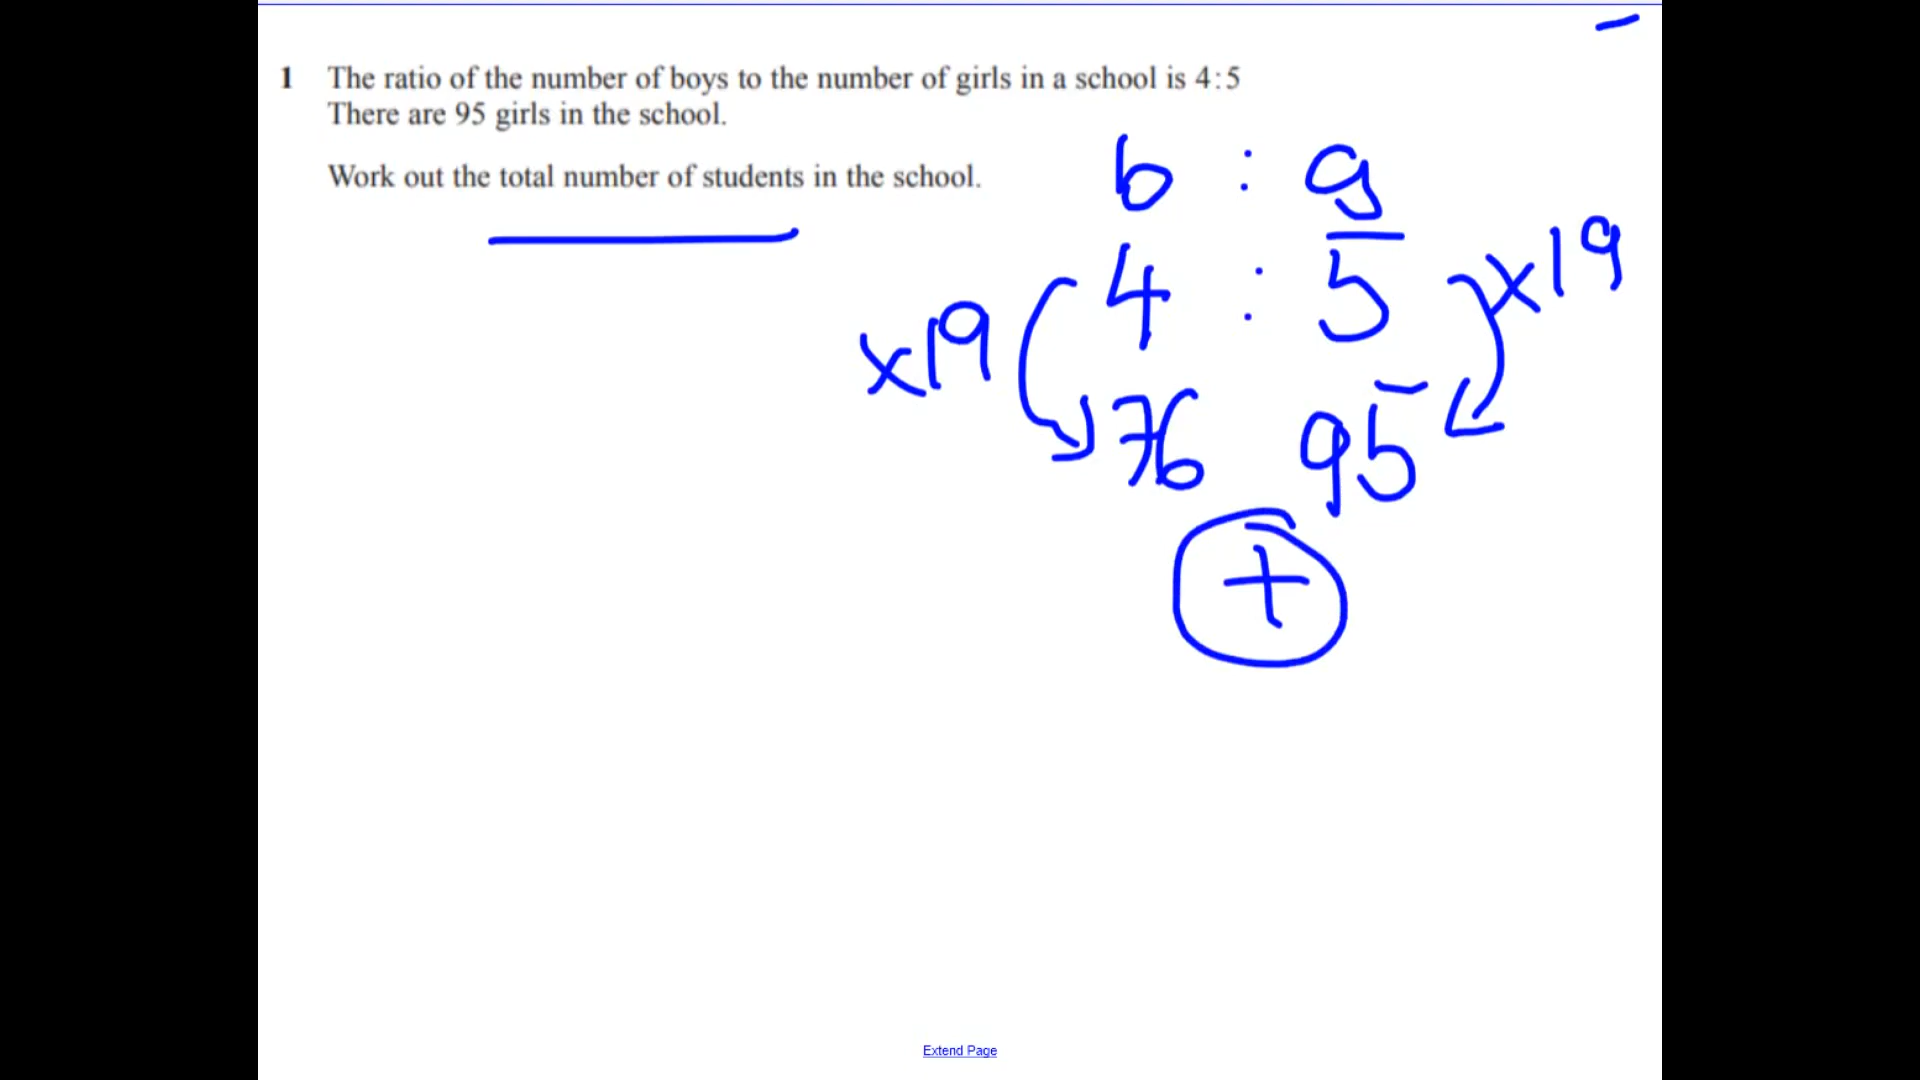 1 The ratio of the number of boys to the number of girls in a school is 4:5
There are 95 girls in the school.
Work out the total number of students in the school.
b : g
4 : 5
x19
x19
76 95
+
Extend Page